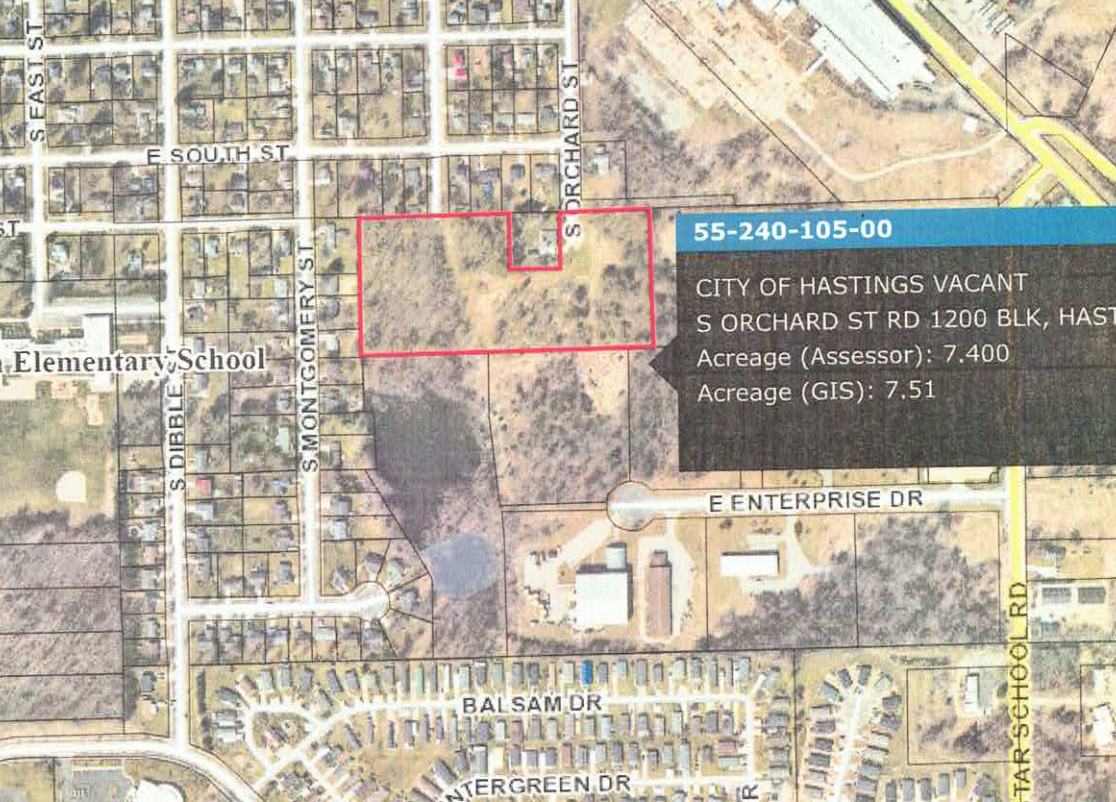 S EAST ST
E SOUTH ST
S ORCHARD ST
ST
55-240-105-00
CITY OF HASTINGS VACANT
S ORCHARD ST RD 1200 BLK, HAST
Acreage (Assessor): 7.400
Acreage (GIS): 7.51
S MONTGOMERY ST
Elementary School
S DIBBLE ST
E ENTERPRISE DR
BALSAM DR
NTERGREEN DR
TAR SCHOOL RD
R